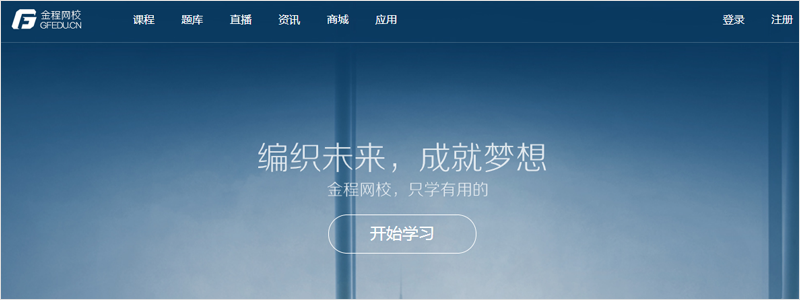 金程网校
GFEDU.CN
课程 题库 直播 资讯 商城 应用 登录 注册
编织未来，成就梦想
金程网校，只学有用的
开始学习